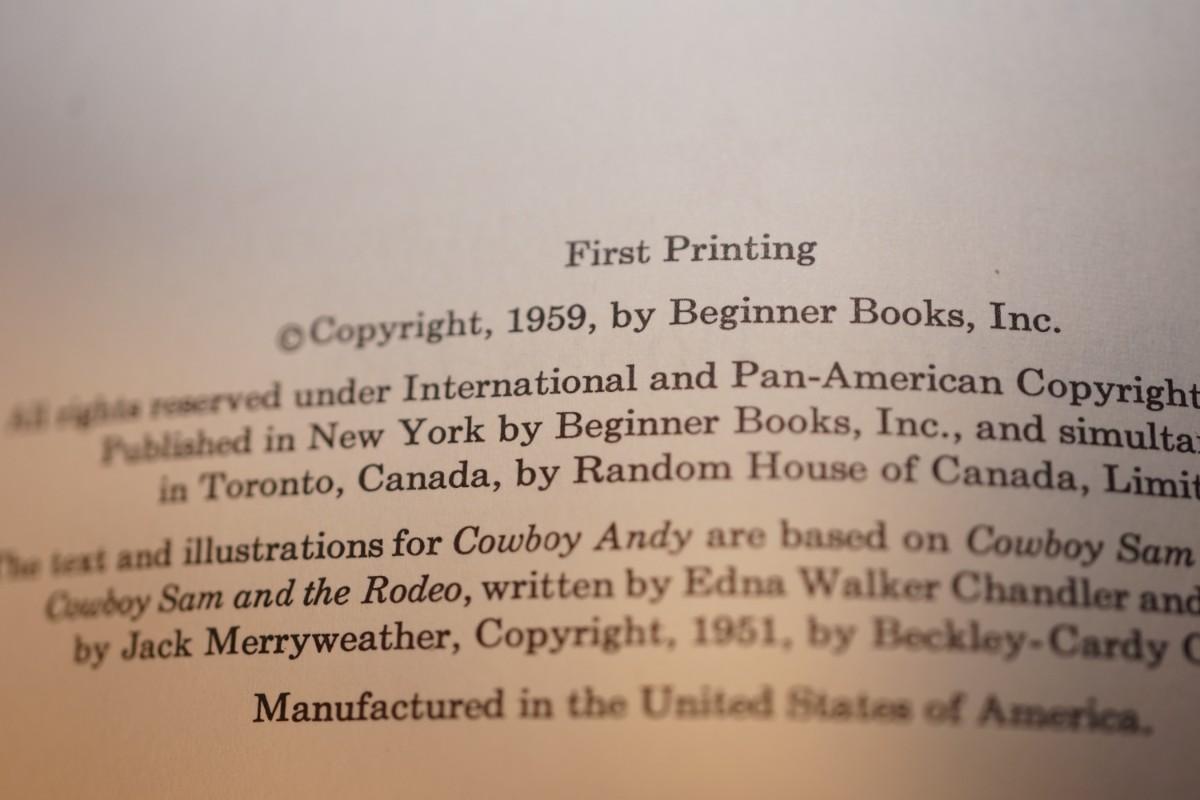 First Printing
© Copyright, 1959, by Beginner Books, Inc.
All rights reserved under International and Pan-American Copyright
Published in New York by Beginner Books, Inc., and
in Toronto, Canada, by Random House of Canada,
The text and illustrations for Cowboy Andy are based on Cowboy Sam
Cowboy Sam and the Rodeo, written by Edna Walker Chandler and
by Jack Merryweather, Copyright, 1951, by Beckley-Cardy
Manufactured in the United States of America.